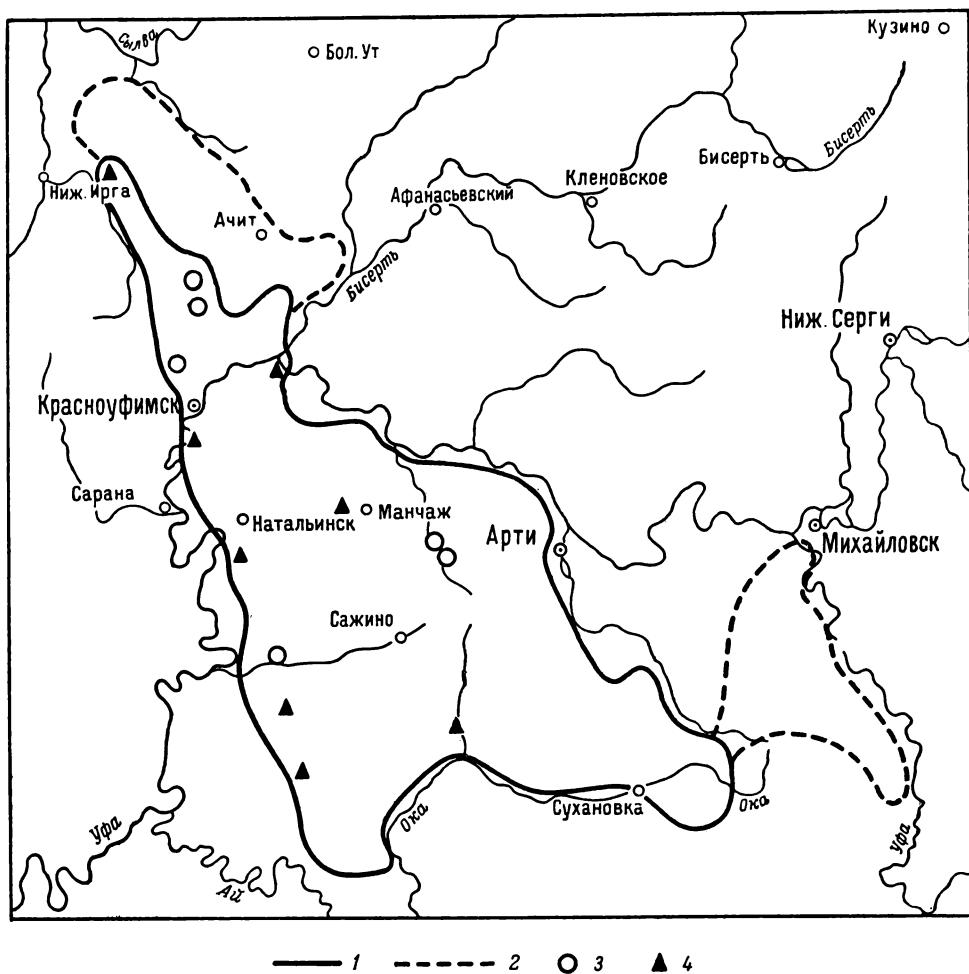 Сылва
Бол. Ут
Кузино
Бисерть
Бисерть
Ниж. Ирга
Кленовское
Афанасьевский
Ачит
Бисерть
Ниж. Серги
Красноуфимск
Сарана
Натальинск
Манчаж
Арти
Михайловск
Сажино
Сухановка
Ока
Ока
Уфа
Уфа
Ай
1 2 3 4